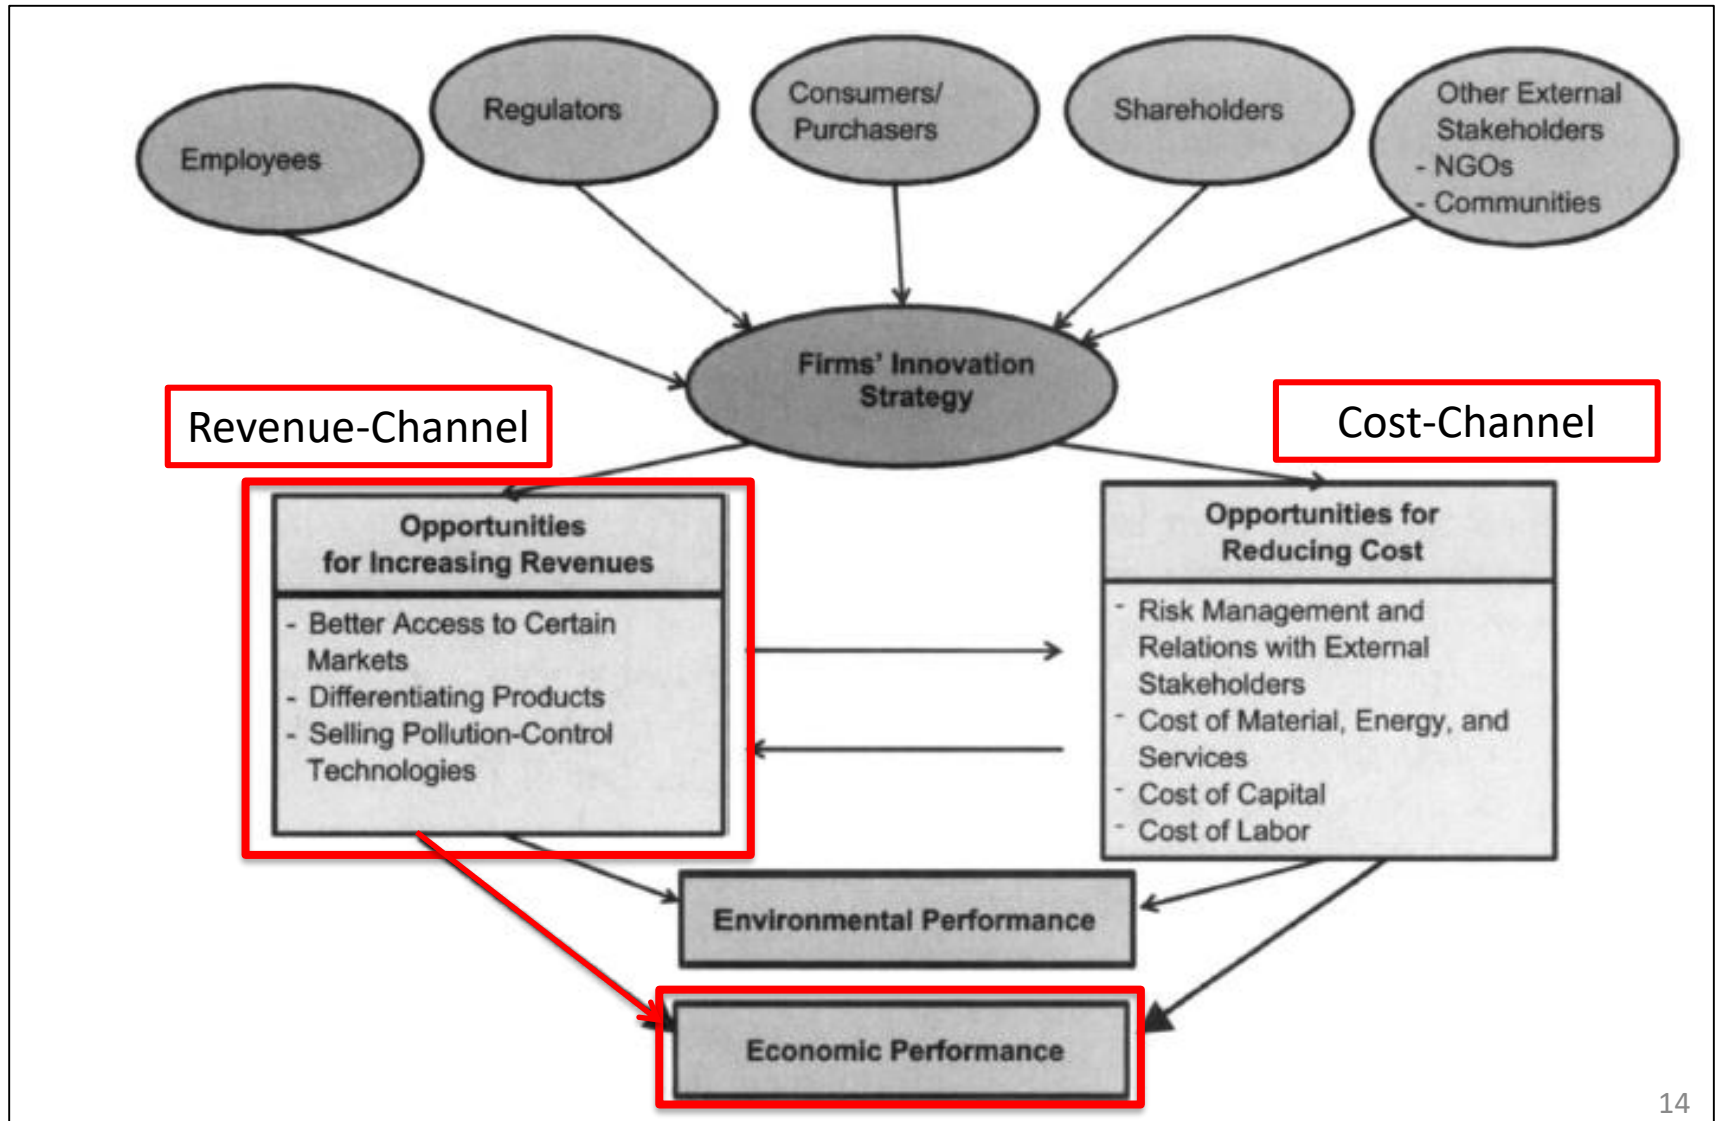 Employees
Regulators
Consumers/
Purchasers
Shareholders
Other External
Stakeholders
- NGOs
- Communities
Firms' Innovation
Strategy
Revenue-Channel
Cost-Channel
Opportunities
for Increasing Revenues
- Better Access to Certain
Markets
- Differentiating Products
- Selling Pollution-Control
Technologies
Opportunities for
Reducing Cost
- Risk Management and
Relations with External
Stakeholders
- Cost of Material, Energy, and
Services
- Cost of Capital
- Cost of Labor
Environmental Performance
Economic Performance
14